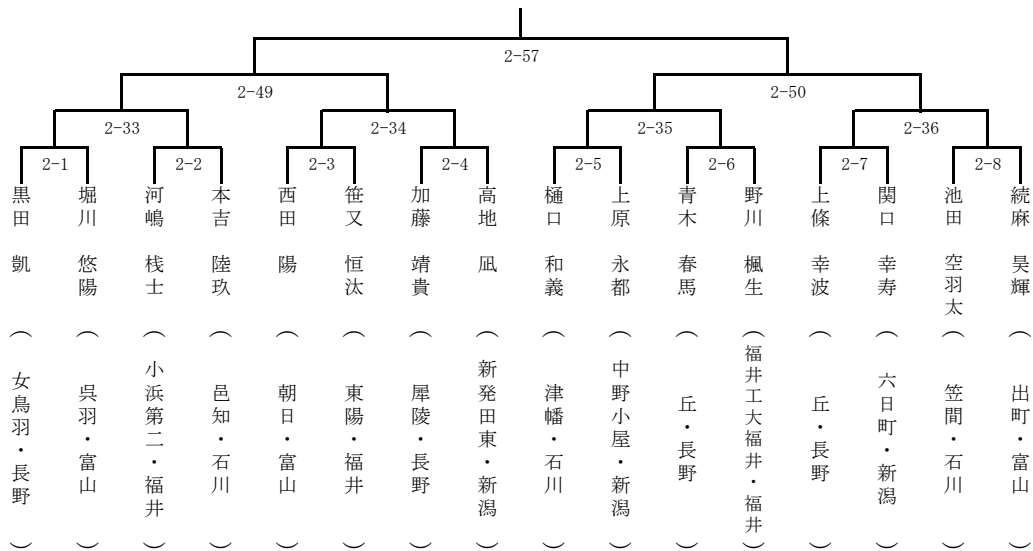 2-57
2-49
2-50
2-33
2-34
2-35
2-36
2-1
2-2
2-3
2-4
2-5
2-6
2-7
2-8
黒田 凱（女鳥羽・長野）
堀川 悠陽（呉羽・富山）
河嶋 桟士（小浜第二・福井）
本吉 陸玖（邑知・石川）
西田 陽（朝日・富山）
笹又 恒汰（東陽・福井）
加藤 靖貴（犀陵・長野）
高地 凪（新発田東・新潟）
樋口 和義（津幡・石川）
上原 永都（中野小屋・新潟）
青木 春馬（丘・長野）
野川 楓生（福井工大福井・福井）
上條 幸波（丘・長野）
関口 幸寿（六日町・新潟）
池田 空羽太（笠間・石川）
続麻 昊輝（出町・富山）